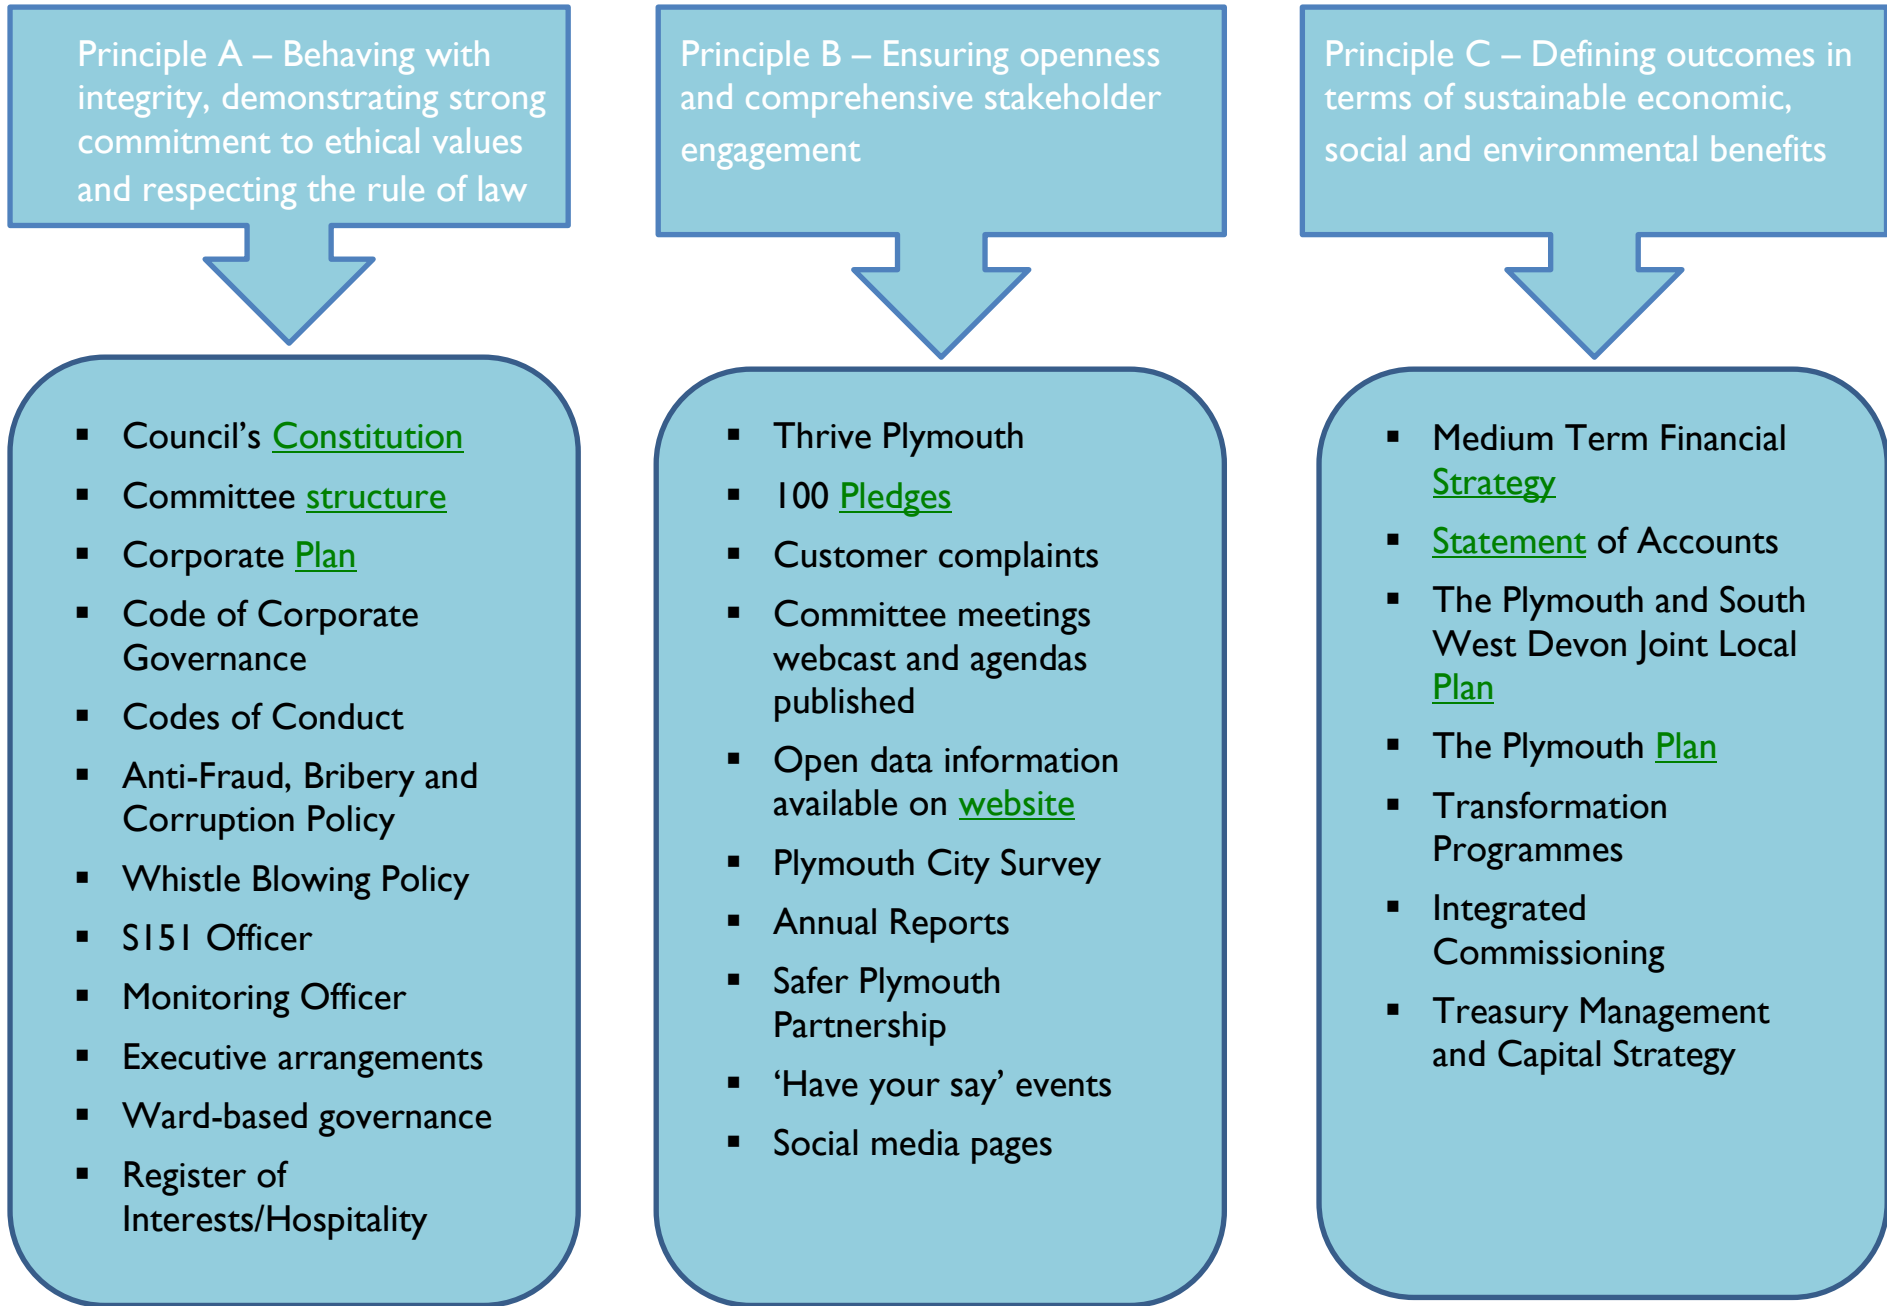 Principle A – Behaving with
integrity, demonstrating strong
commitment to ethical values
and respecting the rule of law
▪ Council’s Constitution
▪ Committee structure
▪ Corporate Plan
▪ Code of Corporate
Governance
▪ Codes of Conduct
▪ Anti-Fraud, Bribery and
Corruption Policy
▪ Whistle Blowing Policy
▪ S151 Officer
▪ Monitoring Officer
▪ Executive arrangements
▪ Ward-based governance
▪ Register of
Interests/Hospitality
Principle B – Ensuring openness
and comprehensive stakeholder
engagement
▪ Thrive Plymouth
▪ 100 Pledges
▪ Customer complaints
▪ Committee meetings
webcast and agendas
published
▪ Open data information
available on website
▪ Plymouth City Survey
▪ Annual Reports
▪ Safer Plymouth
Partnership
▪ ‘Have your say’ events
▪ Social media pages
Principle C – Defining outcomes in
terms of sustainable economic,
social and environmental benefits
▪ Medium Term Financial
Strategy
▪ Statement of Accounts
▪ The Plymouth and South
West Devon Joint Local
Plan
▪ The Plymouth Plan
▪ Transformation
Programmes
▪ Integrated
Commissioning
▪ Treasury Management
and Capital Strategy